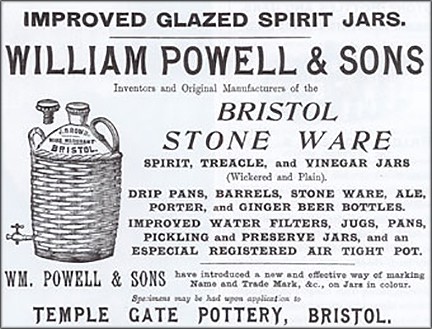 IMPROVED GLAZED SPIRIT JARS.
WILLIAM POWELL & SONS
Inventors and Original Manufacturers of the
BRISTOL
STONE WARE
J. BROWN.
WINE MERCHANT
BRISTOL.
SPIRIT, TREACLE, and VINEGAR JARS
(Wickered and Plain).
DRIP PANS, BARRELS, STONE WARE, ALE,
PORTER, and GINGER BEER BOTTLES.
IMPROVED WATER FILTERS, JUGS, PANS,
PICKLING and PRESERVE JARS, and an
ESPECIAL REGISTERED AIR TIGHT POT.
WM. POWELL & SONS have introduced a new and effective way of marking
Name and Trade Mark, &c., on Jars in colour.
Specimens may be had upon application to
TEMPLE GATE POTTERY, BRISTOL.